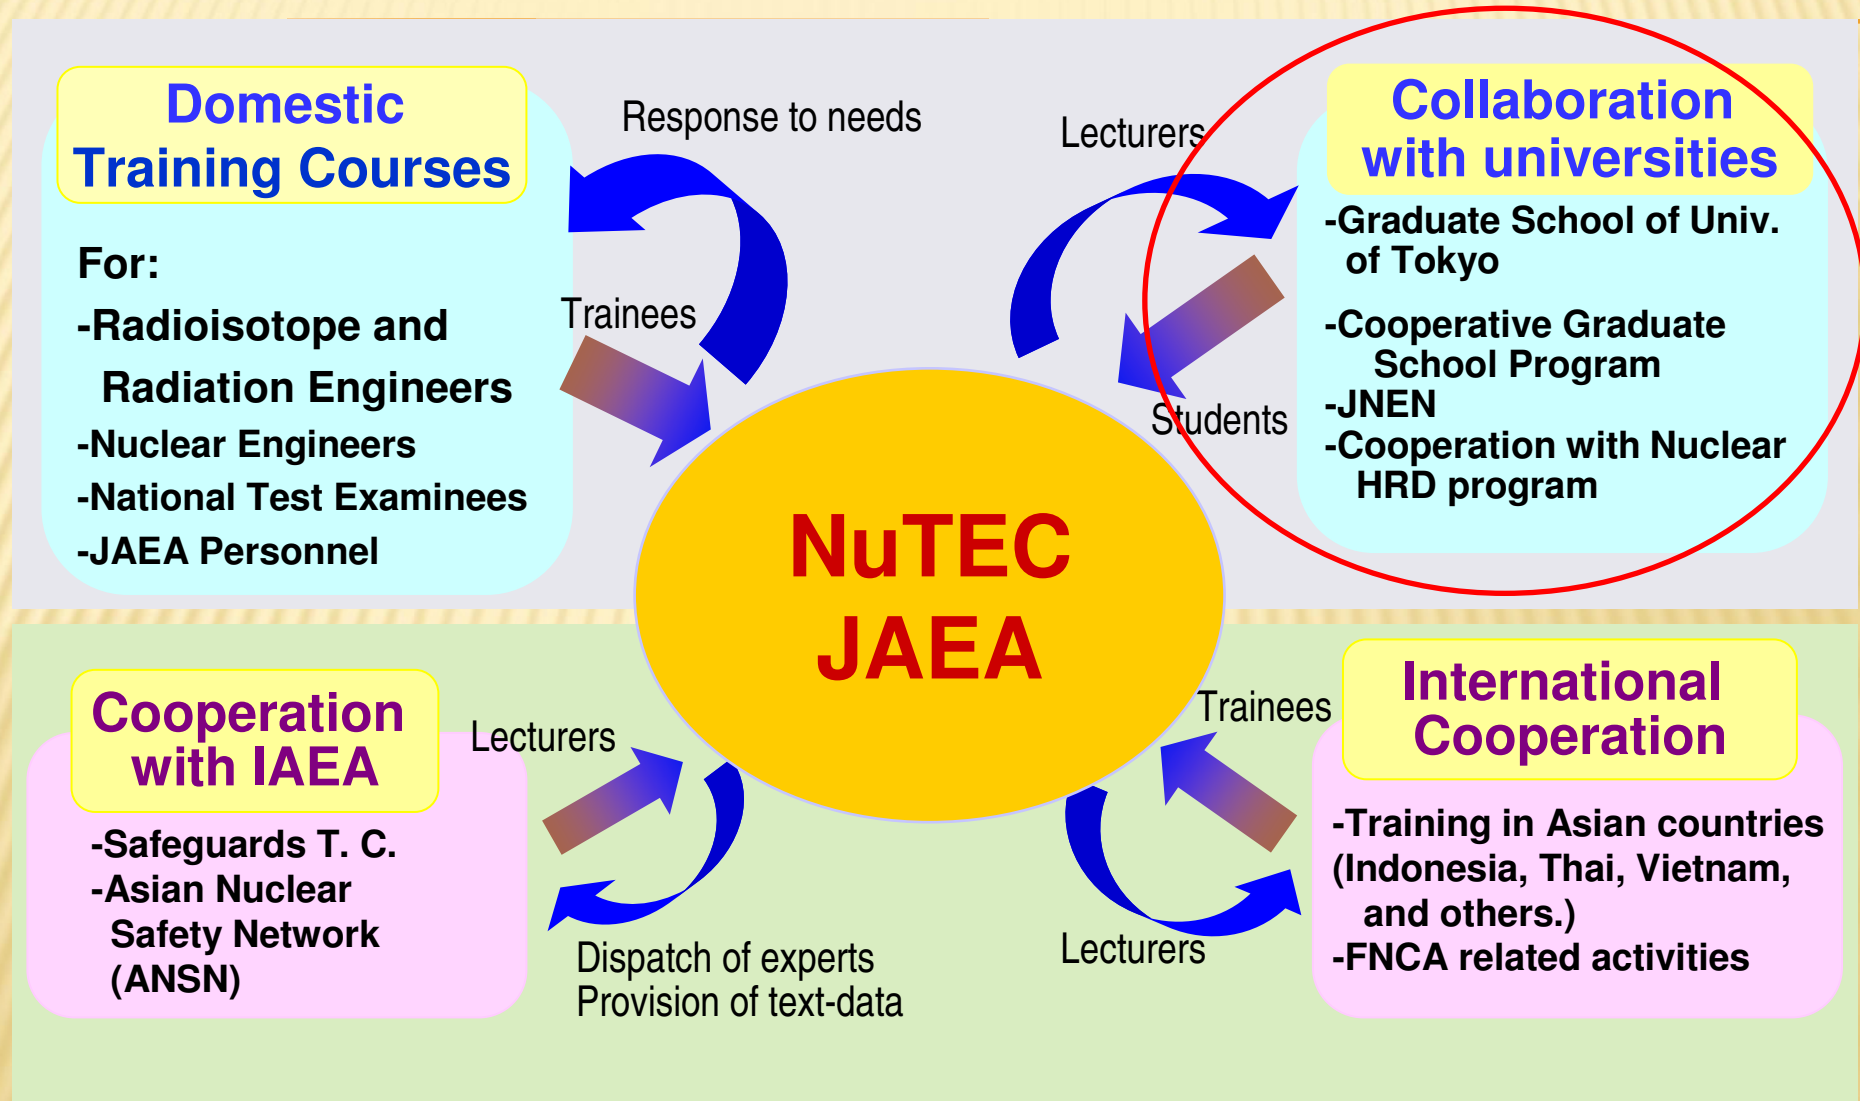 Domestic
Training Courses
For:
-Radioisotope and
Radiation Engineers
-Nuclear Engineers
-National Test Examinees
-JAEA Personnel
Response to needs
Trainees
Lecturers
Students
Collaboration
with universities
-Graduate School of Univ.
of Tokyo
-Cooperative Graduate
School Program
-JNEN
-Cooperation with Nuclear
HRD program
NuTEC
JAEA
Cooperation
with IAEA
-Safeguards T. C.
-Asian Nuclear
Safety Network
(ANSN)
Lecturers
Dispatch of experts
Provision of text-data
Trainees
Lecturers
International
Cooperation
-Training in Asian countries
(Indonesia, Thai, Vietnam,
and others.)
-FNCA related activities